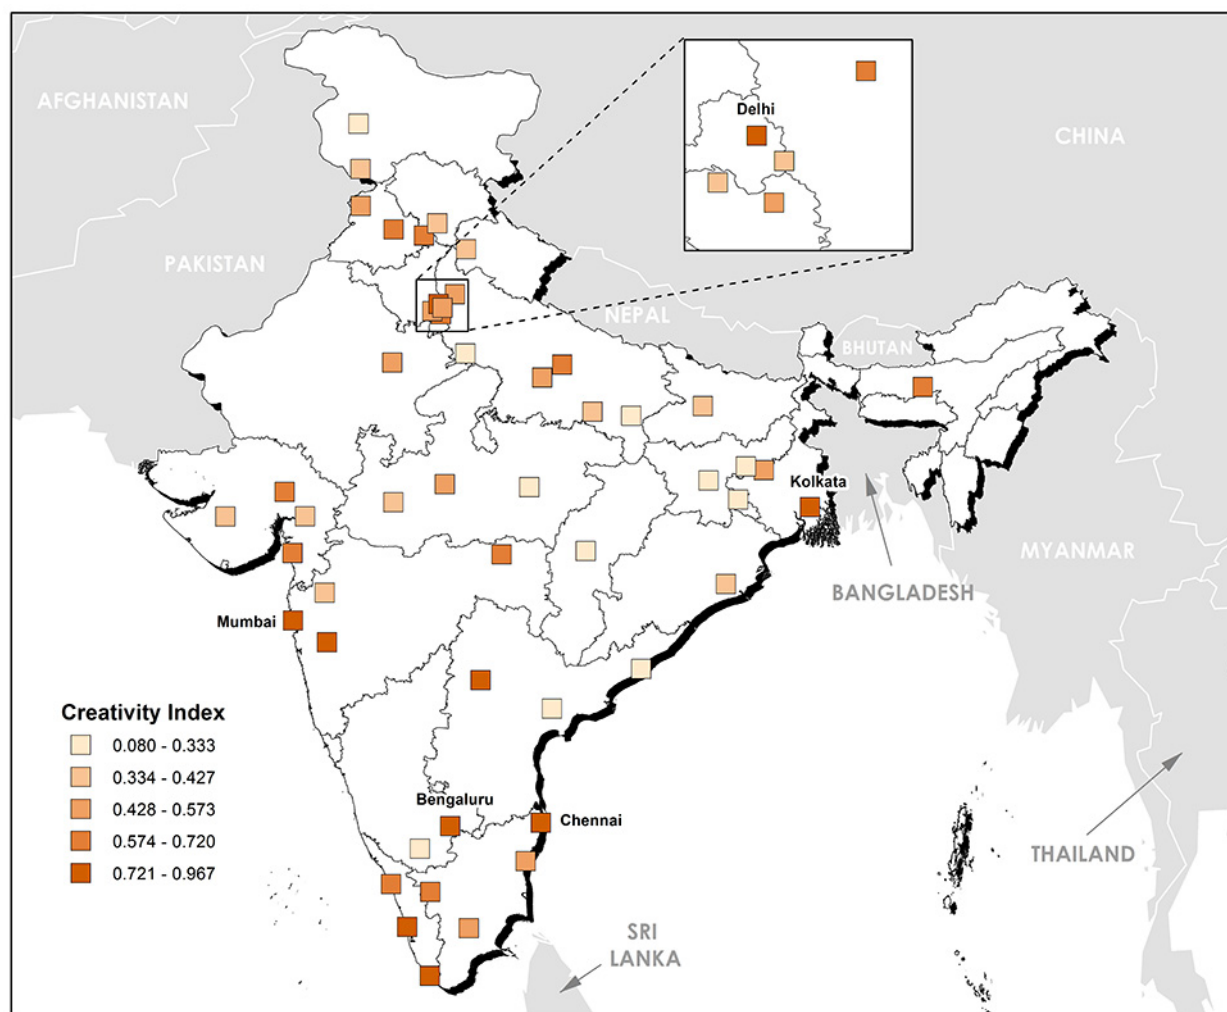 AFGHANISTAN
Delhi
CHINA
PAKISTAN
NEPAL
BHUTAN
Kolkata
MYANMAR
BANGLADESH
Mumbai
Creativity Index
0.080 - 0.333
0.334 - 0.427
0.428 - 0.573
0.574 - 0.720
0.721 - 0.967
Bengaluru
Chennai
THAILAND
SRI
LANKA